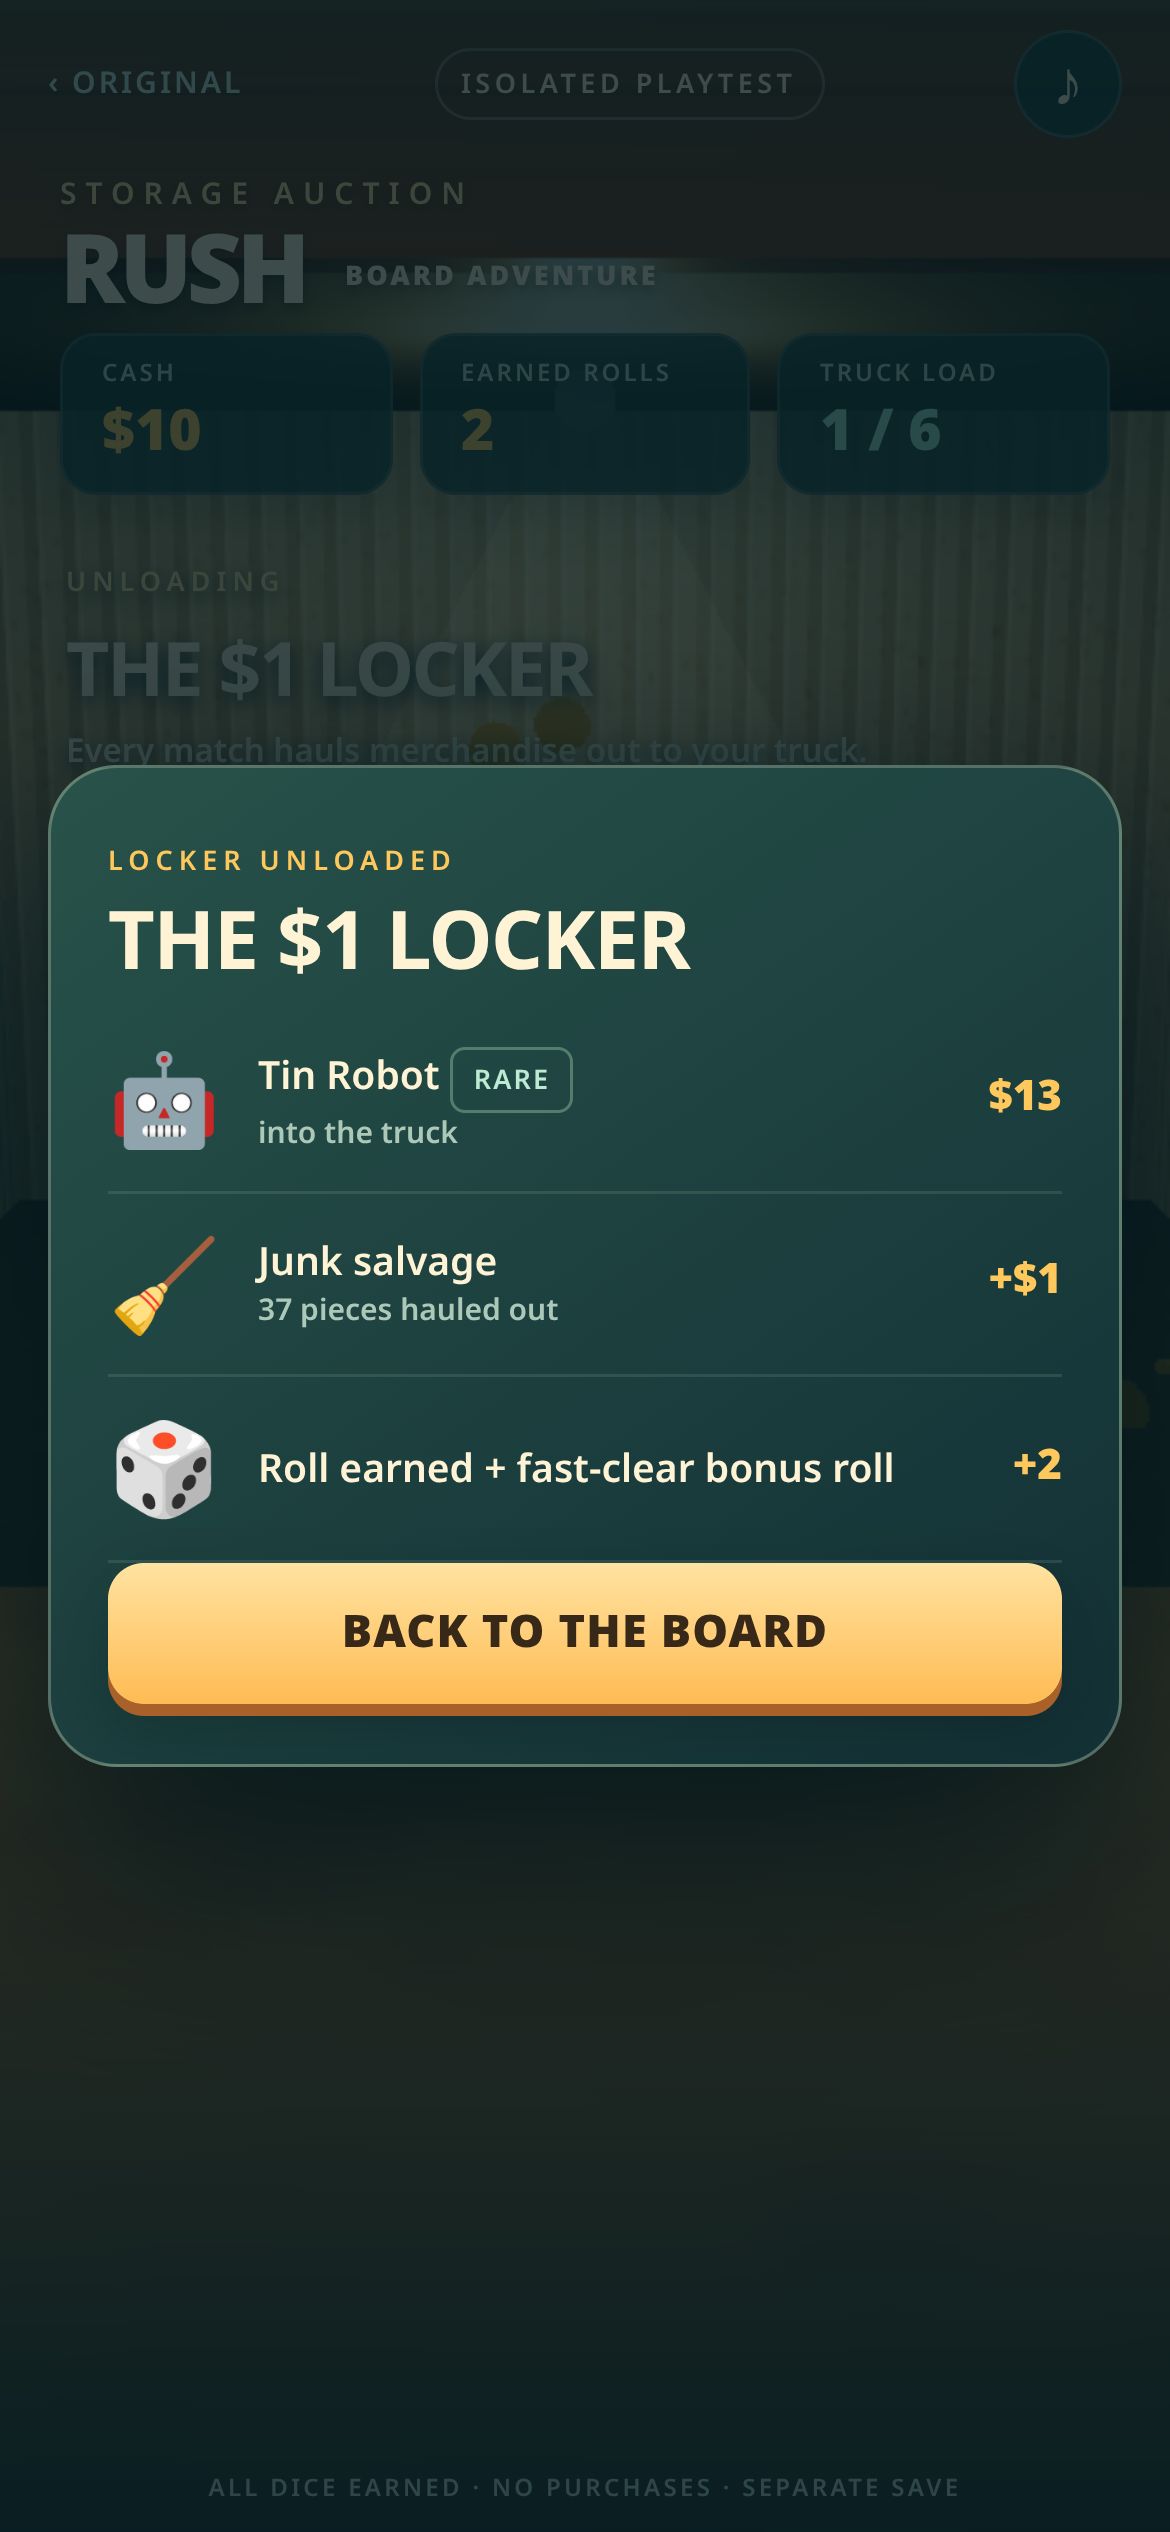 ‹ ORIGINAL
ISOLATED PLAYTEST
STORAGE AUCTION
RUSH BOARD ADVENTURE
CASH
$10
EARNED ROLLS
2
TRUCK LOAD
1 / 6
UNLOADING
THE $1 LOCKER
Every match hauls merchandise out to your truck.
LOCKER UNLOADED
THE $1 LOCKER
Tin Robot RARE
into the truck
$13
Junk salvage
37 pieces hauled out
+$1
Roll earned + fast-clear bonus roll
+2
BACK TO THE BOARD
ALL DICE EARNED · NO PURCHASES · SEPARATE SAVE